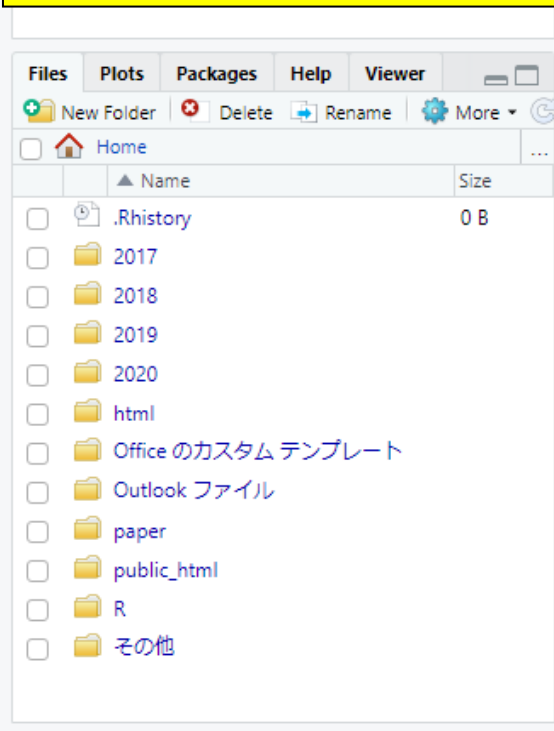 Files Plots Packages Help Viewer
New Folder Delete Rename More
Home ...
Name Size
.Rhistory 0 B
2017
2018
2019
2020
html
Office のカスタム テンプレート
Outlook ファイル
paper
public_html
R
その他